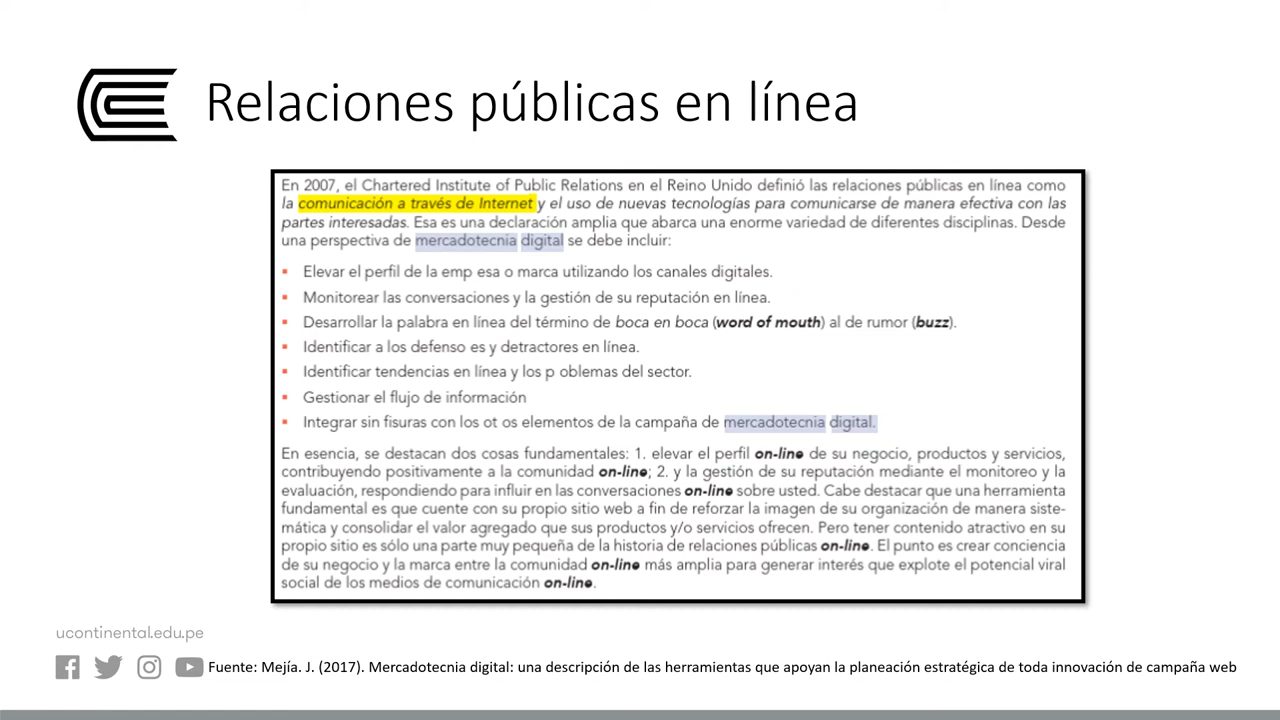 Relaciones públicas en línea
En 2007, el Chartered Institute of Public Relations en el Reino Unido definió las relaciones públicas en línea como
la comunicación a través de Internet y el uso de nuevas tecnologías para comunicarse de manera efectiva con las
partes interesadas. Esa es una declaración amplia que abarca una enorme variedad de diferentes disciplinas. Desde
una perspectiva de mercadotecnia digital se debe incluir:
▪ Elevar el perfil de la emp esa o marca utilizando los canales digitales.
▪ Monitorear las conversaciones y la gestión de su reputación en línea.
▪ Desarrollar la palabra en línea del término de boca en boca (word of mouth) al de rumor (buzz).
▪ Identificar a los defenso es y detractores en línea.
▪ Identificar tendencias en línea y los p oblemas del sector.
▪ Gestionar el flujo de información
▪ Integrar sin fisuras con los ot os elementos de la campaña de mercadotecnia digital.
En esencia, se destacan dos cosas fundamentales: 1. elevar el perfil on-line de su negocio, productos y servicios,
contribuyendo positivamente a la comunidad on-line; 2. y la gestión de su reputación mediante el monitoreo y la
evaluación, respondiendo para influir en las conversaciones on-line sobre usted. Cabe destacar que una herramienta
fundamental es que cuente con su propio sitio web a fin de reforzar la imagen de su organización de manera siste-
mática y consolidar el valor agregado que sus productos y/o servicios ofrecen. Pero tener contenido atractivo en su
propio sitio es sólo una parte muy pequeña de la historia de relaciones públicas on-line. El punto es crear conciencia
de su negocio y la marca entre la comunidad on-line más amplia para generar interés que explote el potencial viral
social de los medios de comunicación on-line.
ucontinental.edu.pe
Fuente: Mejía. J. (2017). Mercadotecnia digital: una descripción de las herramientas que apoyan la planeación estratégica de toda innovación de campaña web